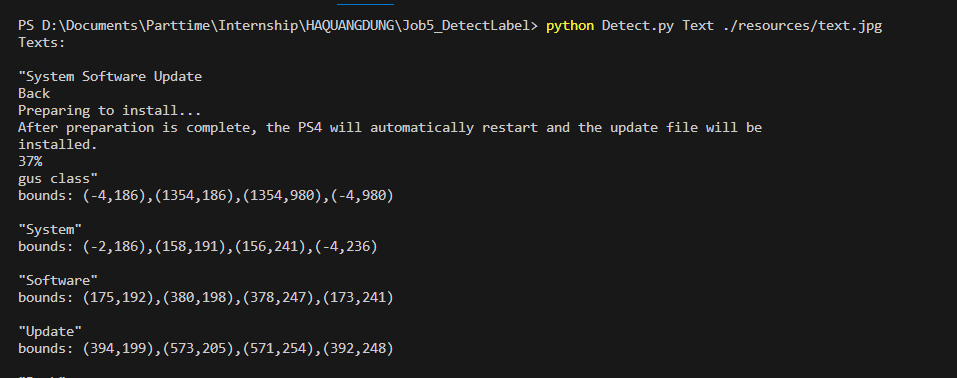 PS D:\Documents\Parttime\Internship\HAQUANGDUNG\Job5_DetectLabel> python Detect.py Text ./resources/text.jpg
Texts:
"System Software Update
Back
Preparing to install...
After preparation is complete, the PS4 will automatically restart and the update file will be
installed.
37%
gus class"
bounds: (-4,186),(1354,186),(1354,980),(-4,980)
"System"
bounds: (-2,186),(158,191),(156,241),(-4,236)
"Software"
bounds: (175,192),(380,198),(378,247),(173,241)
"Update"
bounds: (394,199),(573,205),(571,254),(392,248)